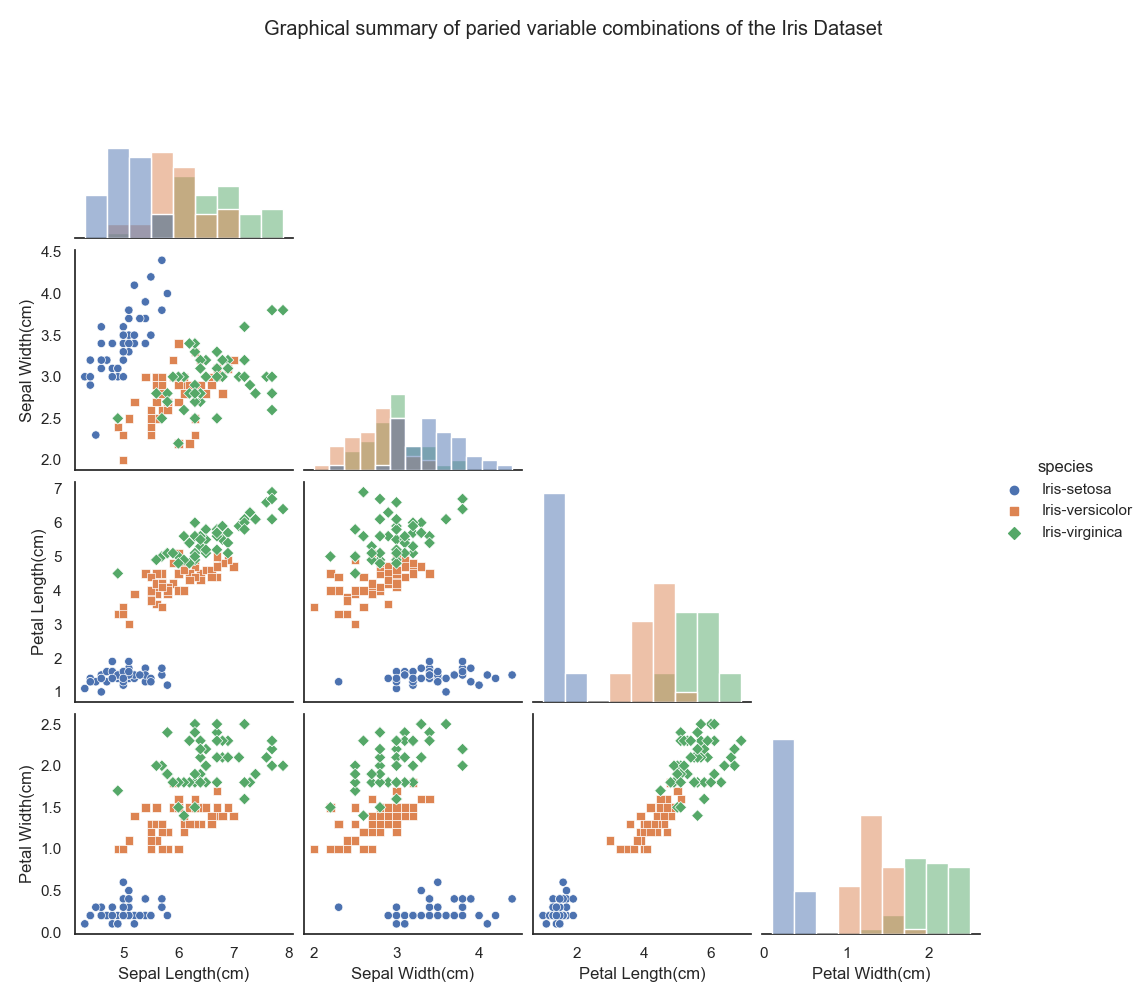 Graphical summary of paried variable combinations of the Iris Dataset
4.5
4.0
3.5
3.0
2.5
2.0
Sepal Width(cm)
7
6
5
4
3
2
1
Petal Length(cm)
species
Iris-setosa
Iris-versicolor
Iris-virginica
2.5
2.0
1.5
1.0
0.5
0.0
Petal Width(cm)
5 6 7 8
2 3 4
2 4 6
0 1 2
Sepal Length(cm)
Sepal Width(cm)
Petal Length(cm)
Petal Width(cm)